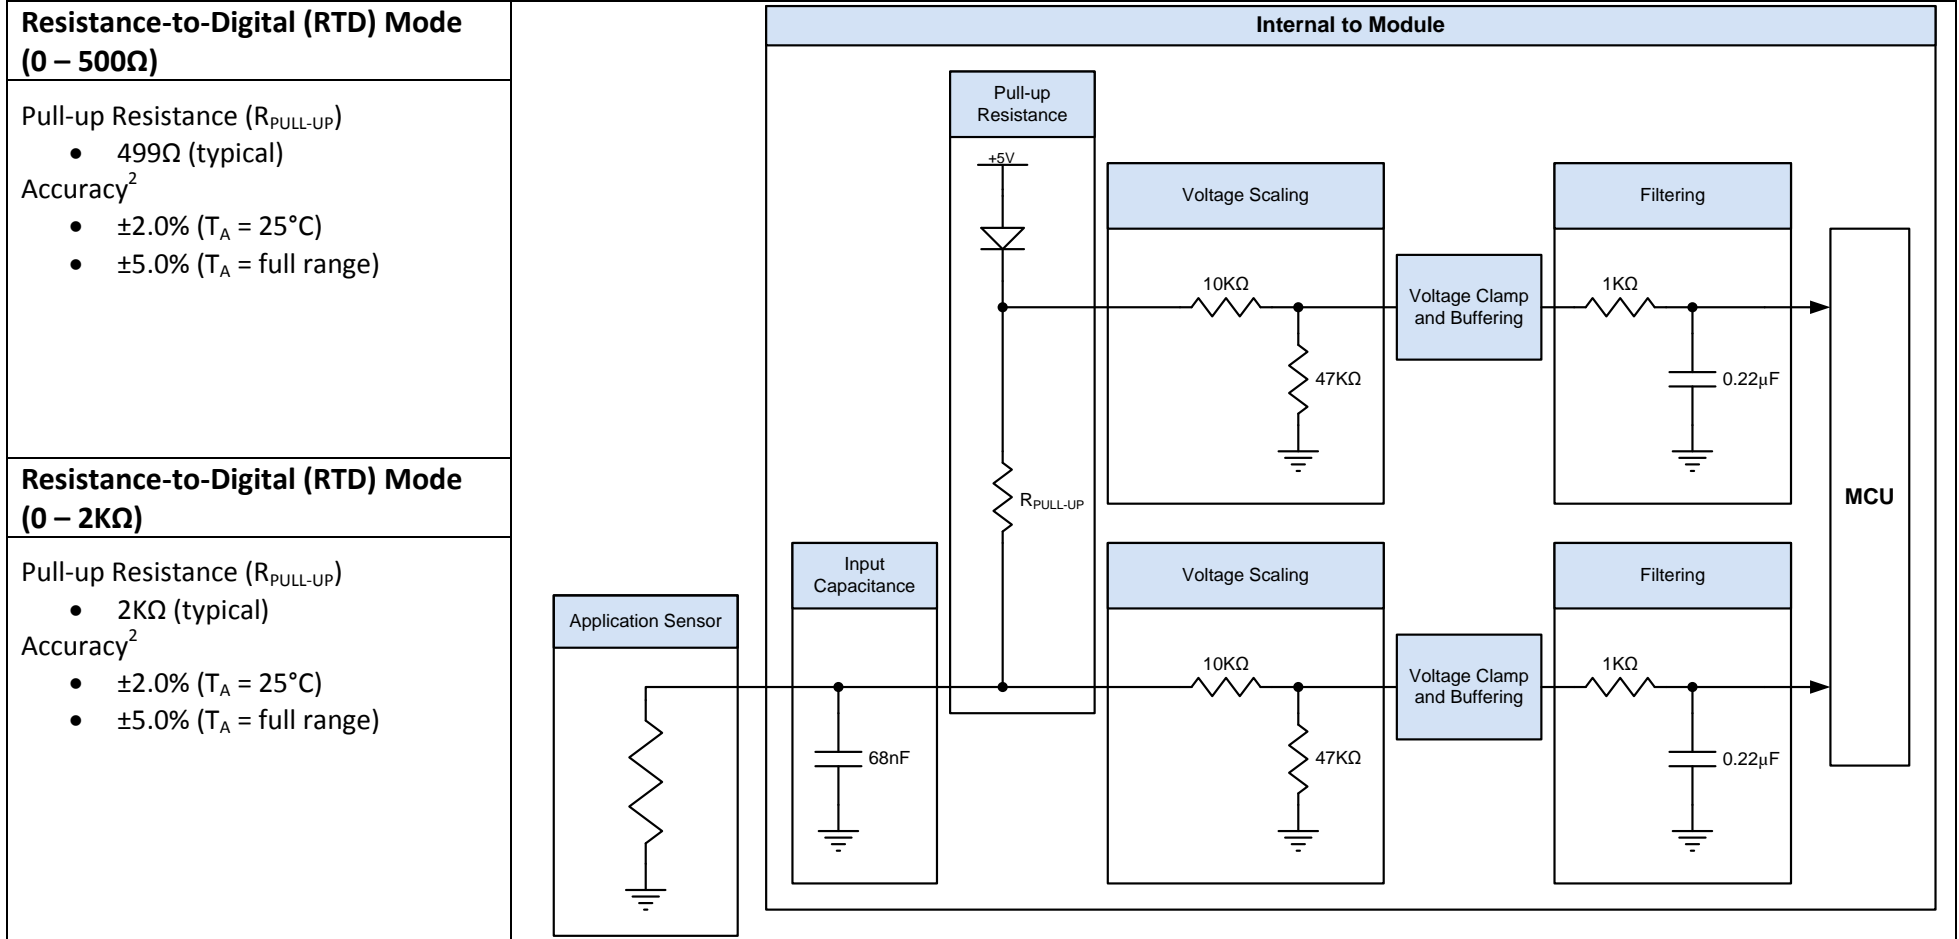 Resistance-to-Digital (RTD) Mode
(0 – 500Ω)
Pull-up Resistance (RPULL-UP)
• 499Ω (typical)
Accuracy2
• ±2.0% (TA = 25°C)
• ±5.0% (TA = full range)
Resistance-to-Digital (RTD) Mode
(0 – 2KΩ)
Pull-up Resistance (RPULL-UP)
• 2KΩ (typical)
Accuracy2
• ±2.0% (TA = 25°C)
• ±5.0% (TA = full range)
Internal to Module
Pull-up
Resistance
+5V
RPULL-UP
Voltage Scaling
10KΩ
47KΩ
Voltage Clamp
and Buffering
Filtering
1KΩ
0.22µF
MCU
Application Sensor
Input
Capacitance
68nF
Voltage Scaling
10KΩ
47KΩ
Voltage Clamp
and Buffering
Filtering
1KΩ
0.22µF